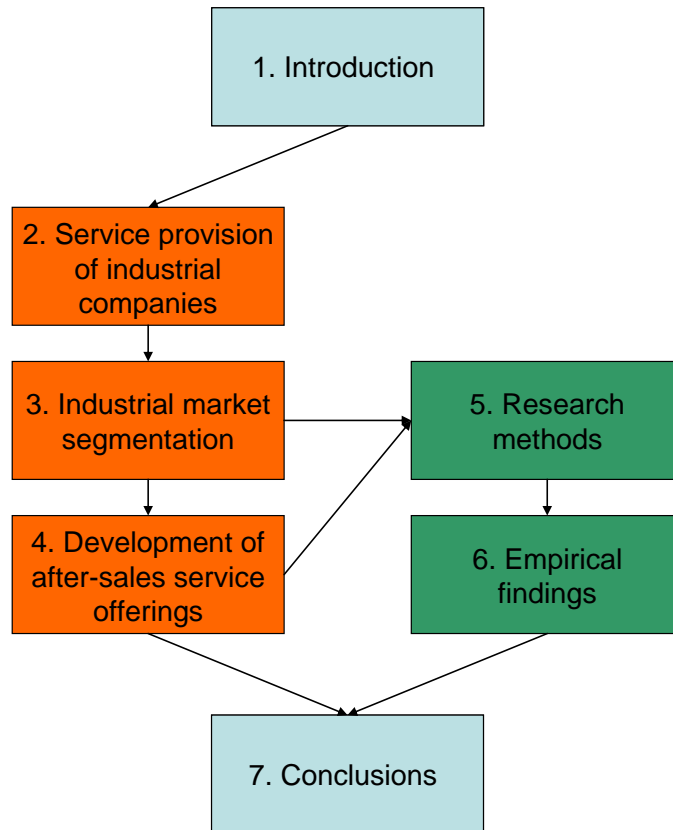 1. Introduction
2. Service provision
of industrial
companies
3. Industrial market
segmentation
4. Development of
after-sales service
offerings
5. Research
methods
6. Empirical
findings
7. Conclusions